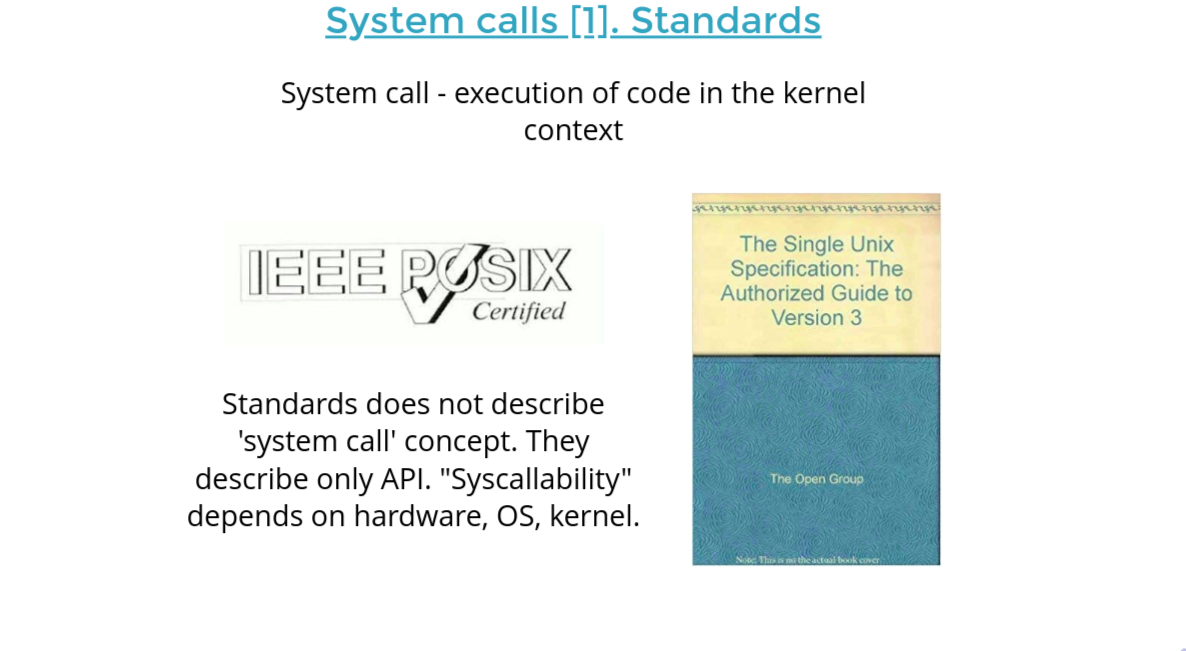 System calls [1]. Standards
System call - execution of code in the kernel
context
IEEE POSIX
Certified
The Single Unix
Specification: The
Authorized Guide to
Version 3
Standards does not describe
'system call' concept. They
describe only API. "Syscallability"
depends on hardware, OS, kernel.
The Open Group
Note: This is no the actual book cover